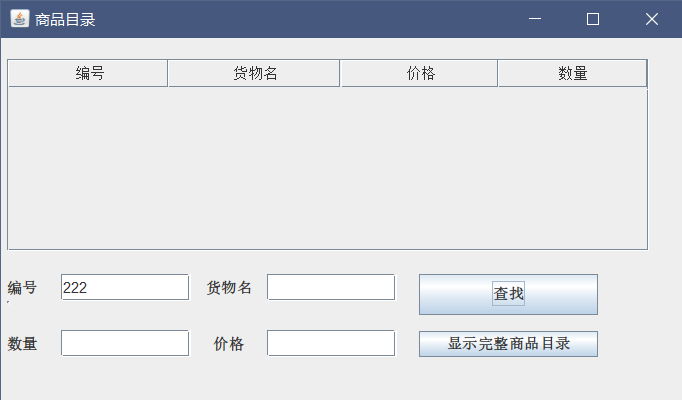 商品目录
编号 货物名 价格 数量
编号 222 货物名 查找
数量 价格 显示完整商品目录